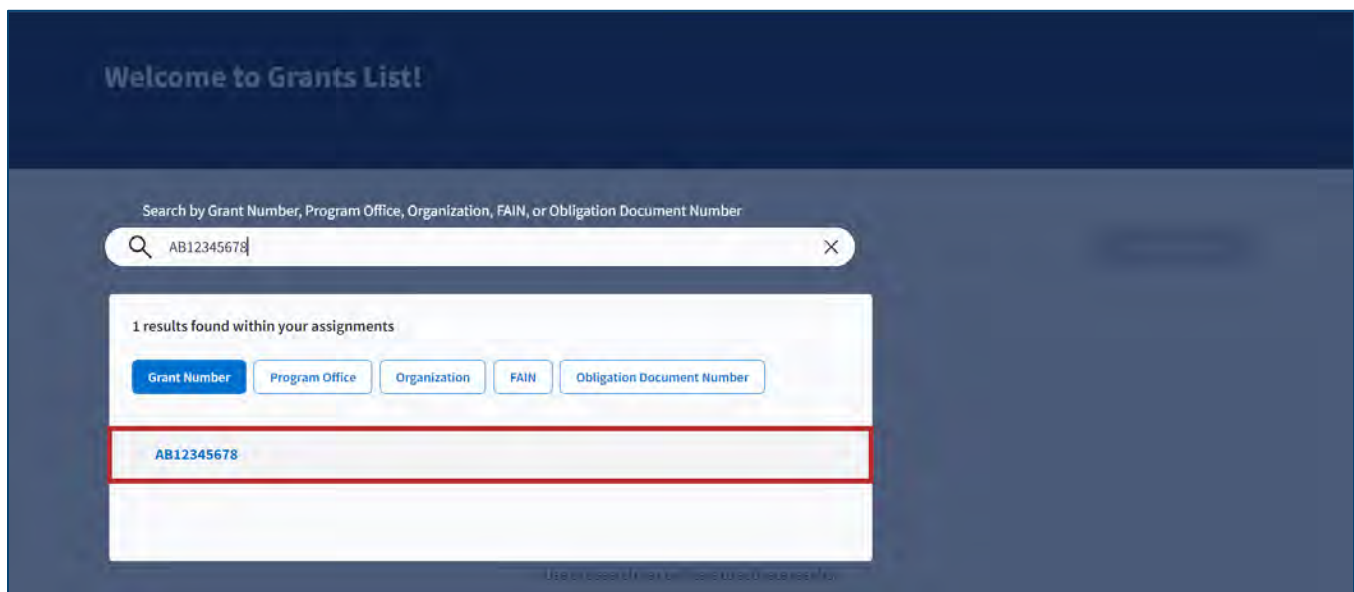 Welcome to Grants List!
Search by Grant Number, Program Office, Organization, FAIN, or Obligation Document Number
AB12345678
1 results found within your assignments
Grant Number Program Office Organization FAIN Obligation Document Number
AB12345678